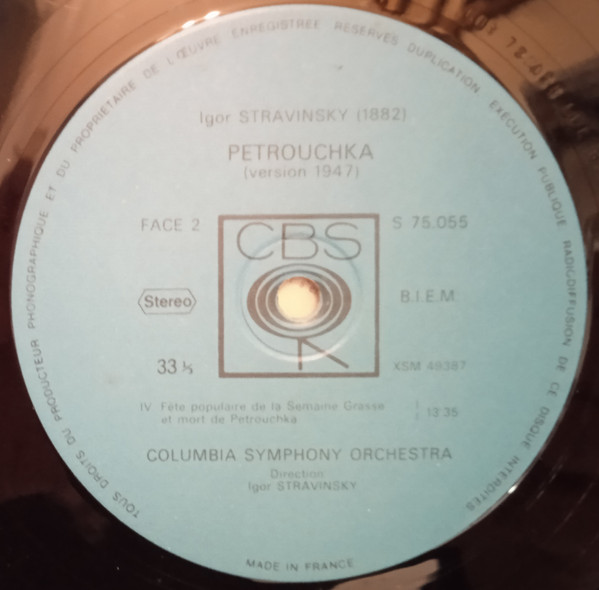 TOUS DROITS DU PRODUCTEUR PHONOGRAPHIQUE ET DU PROPRIETAIRE DE L'ŒUVRE ENREGISTREE RESERVES DUPLICATION EXECUTION PUBLIQUE RADIODIFFUSION DE CE DISQUE INTERDITES
Igor STRAVINSKY (1882)
PETROUCHKA
(version 1947)
FACE 2
CBS
S 75.055
Stereo
B.I.E.M.
33 ⅓
XSM 49387
IV Fête populaire de la Semaine Grasse
et mort de Petrouchka
13'35
COLUMBIA SYMPHONY ORCHESTRA
Direction
Igor STRAVINSKY
MADE IN FRANCE